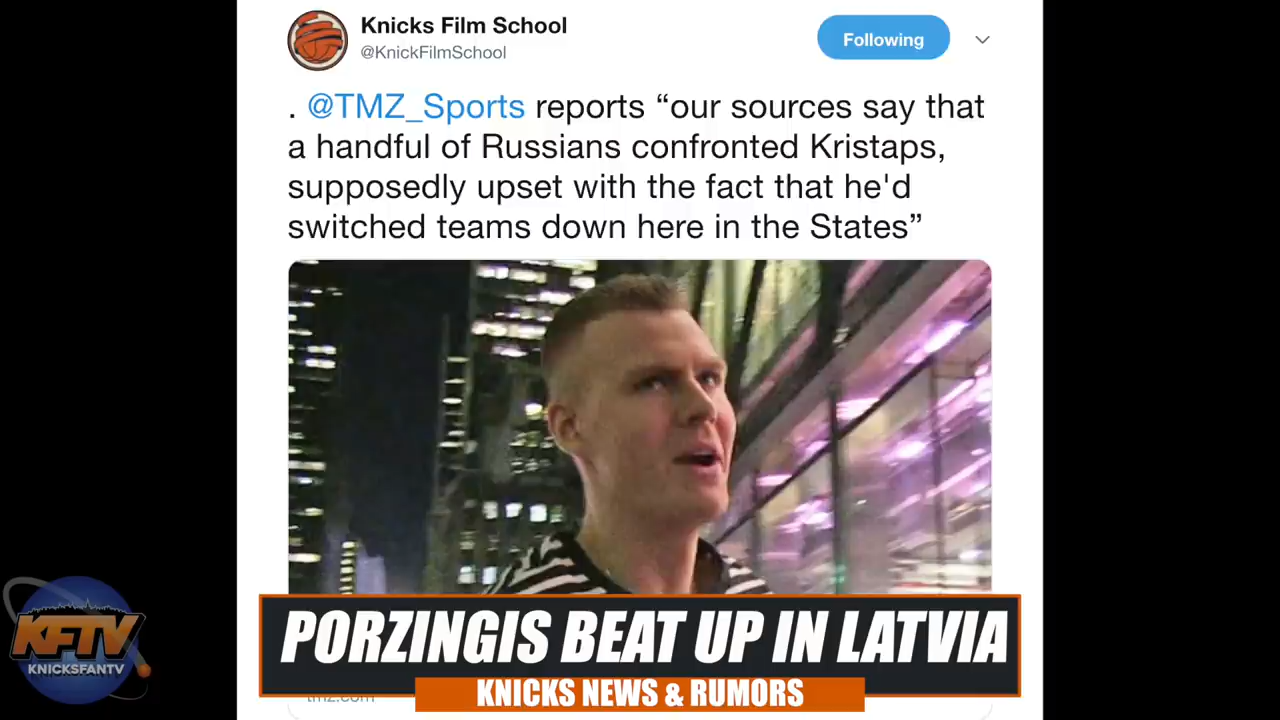 Knicks Film School
@KnickFilmSchool
Following
. @TMZ_Sports reports “our sources say that
a handful of Russians confronted Kristaps,
supposedly upset with the fact that he'd
switched teams down here in the States”
PORZINGIS BEAT UP IN LATVIA
KNICKS NEWS & RUMORS
tmz.com
KFTV
KNICKSFANTV